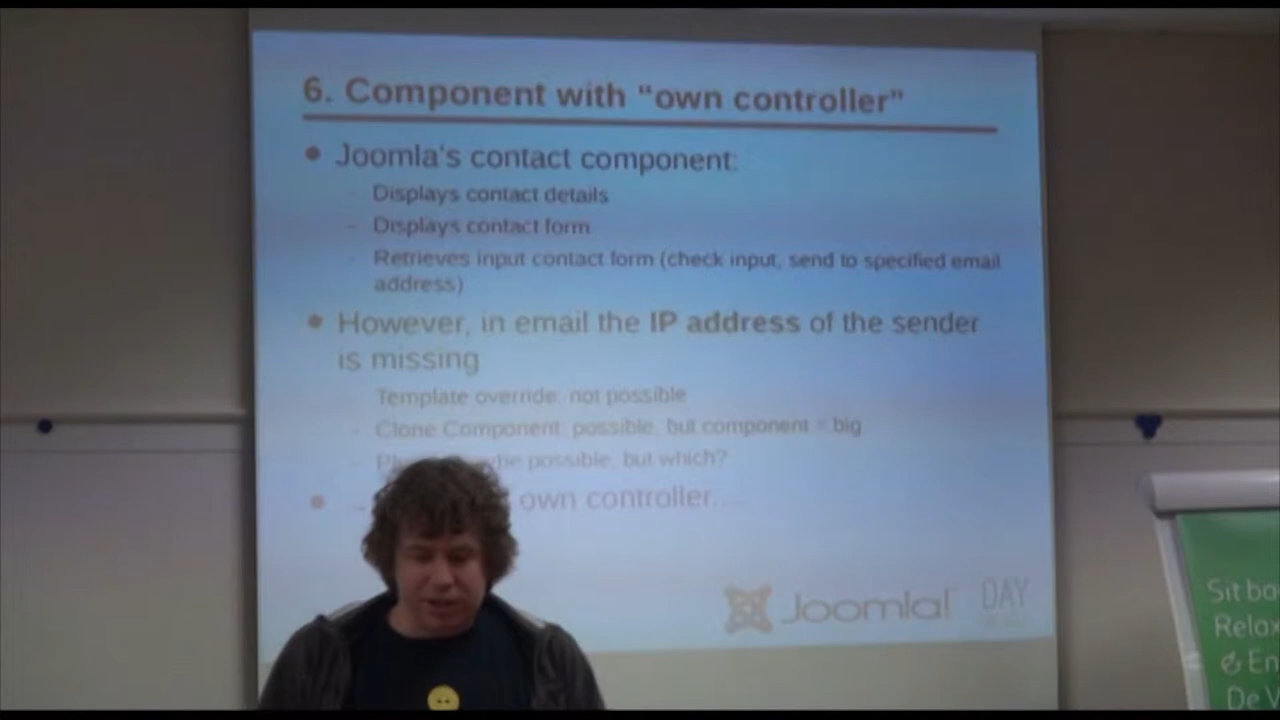 6. Component with “own controller”
● Joomla's contact component:
- Displays contact details
- Displays contact form
- Retrieves input contact form (check input, send to specified email
address)
● However, in email the IP address of the sender
is missing
Template override: not possible
- Clone Component: possible, but component = big
- possible, but which?
● own controller...
Joomla! DAY
Sit ba
Relax
& En
De V